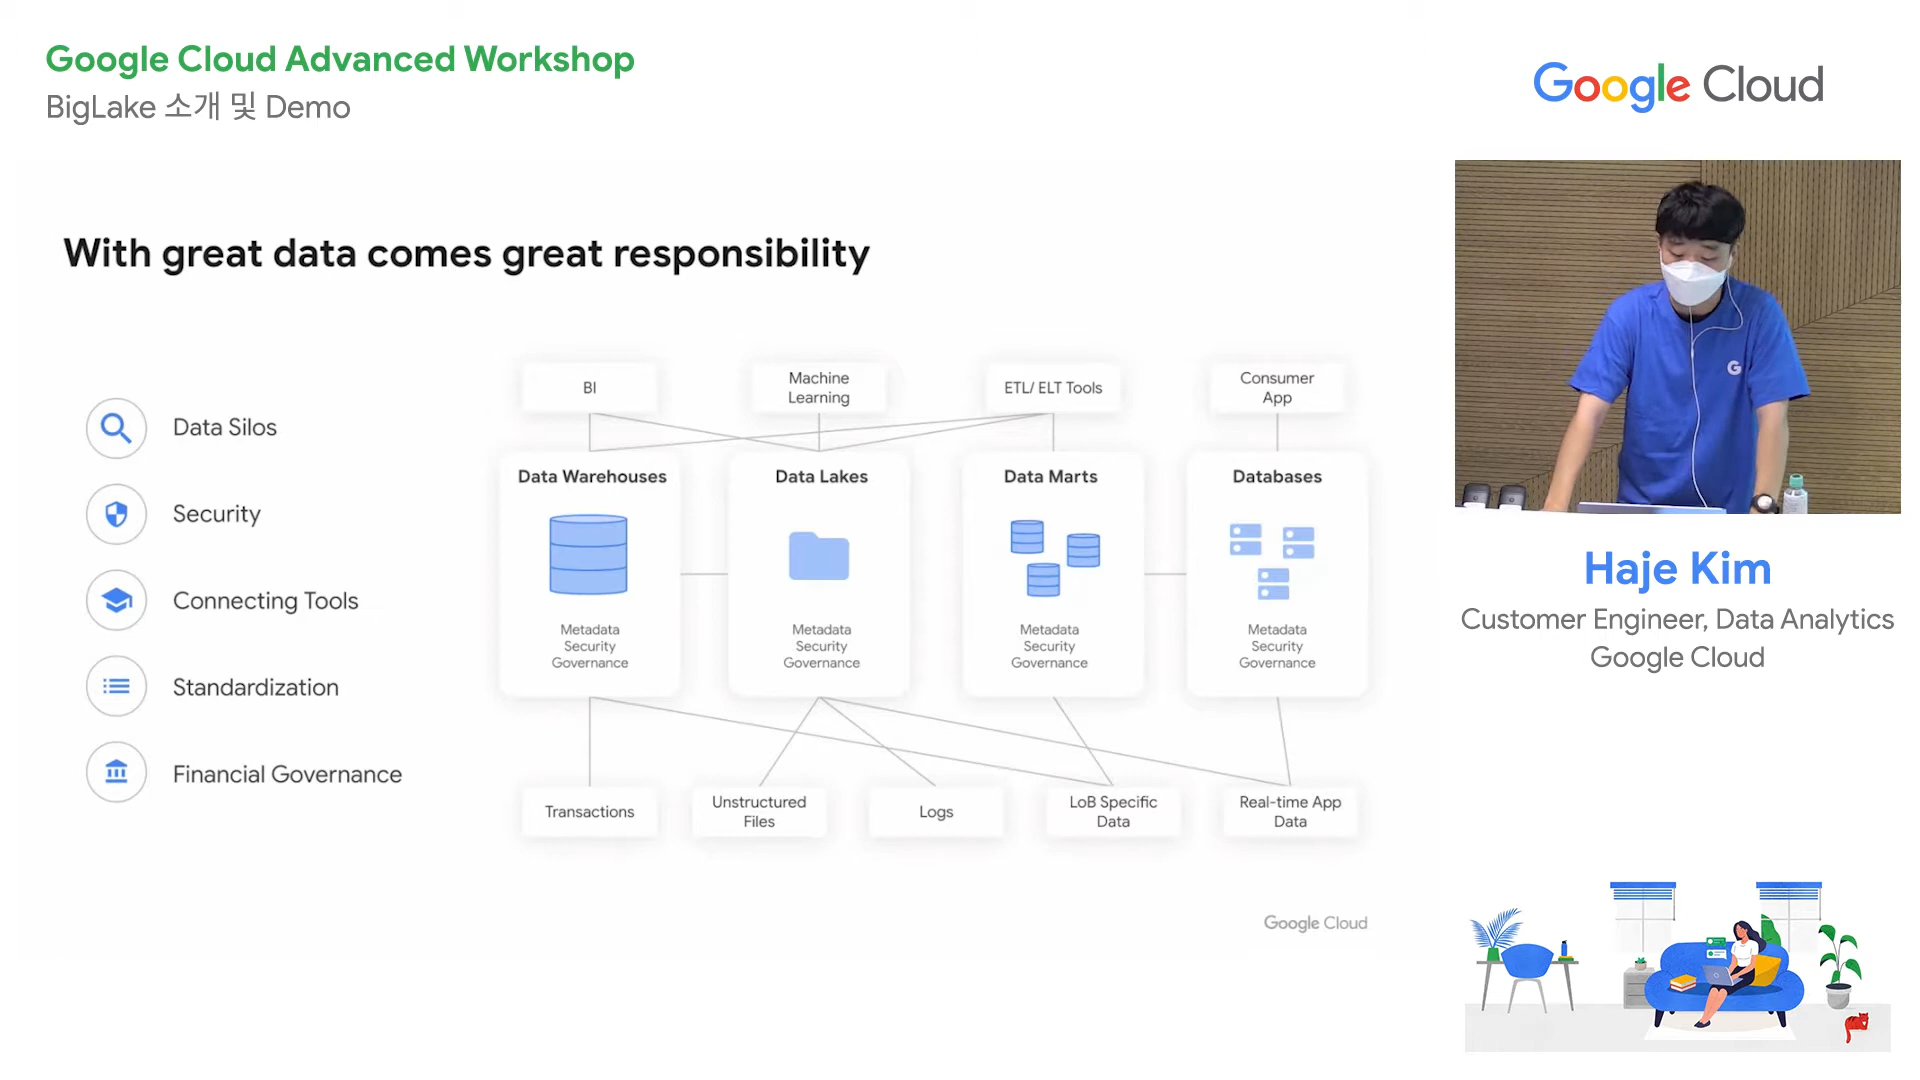 Google Cloud Advanced Workshop
BigLake 소개 및 Demo
Google Cloud
With great data comes great responsibility
Data Silos
Security
Connecting Tools
Standardization
Financial Governance
BI
Machine
Learning
ETL/ ELT Tools
Consumer
App
Data Warehouses
Metadata
Security
Governance
Data Lakes
Metadata
Security
Governance
Data Marts
Metadata
Security
Governance
Databases
Metadata
Security
Governance
Transactions
Unstructured
Files
Logs
LoB Specific
Data
Real-time App
Data
Google Cloud
G
Haje Kim
Customer Engineer, Data Analytics
Google Cloud